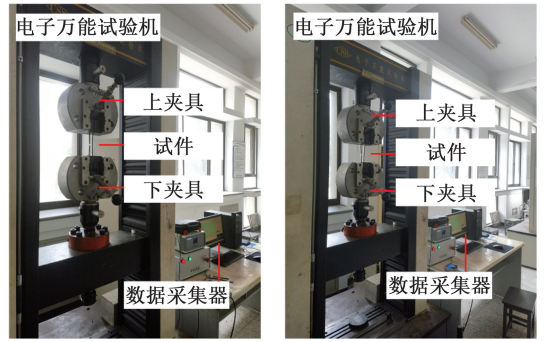 电子万能试验机
上夹具
试件
下夹具
数据采集器
电子万能试验机
上夹具
试件
下夹具
数据采集器